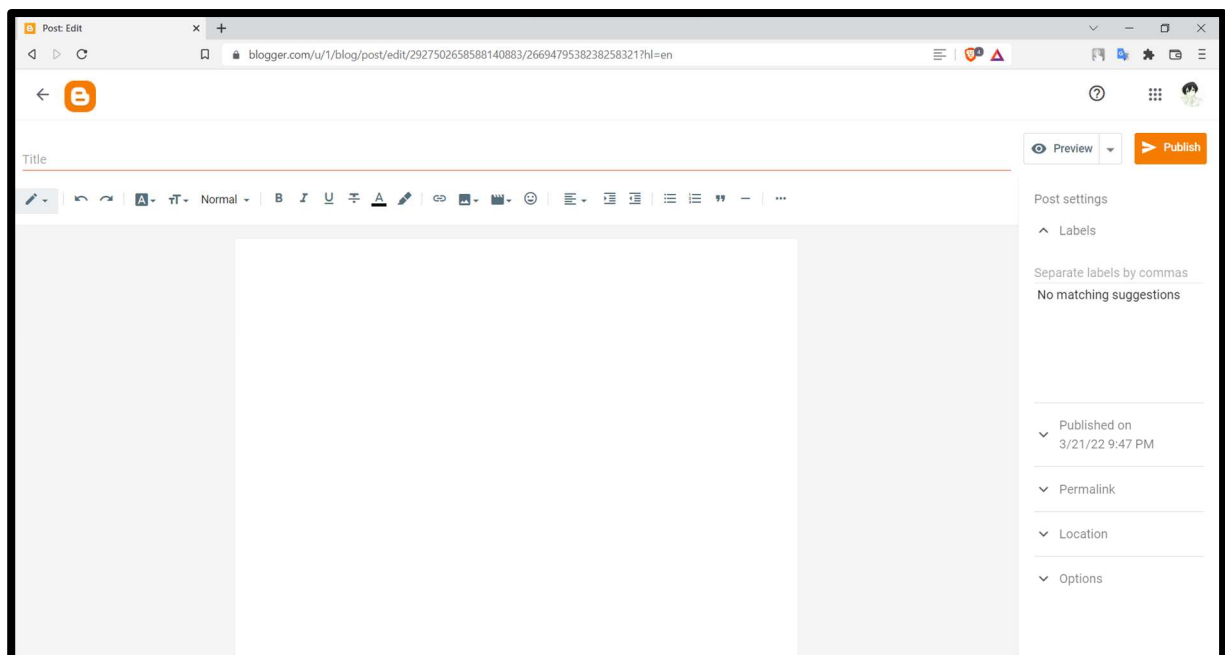 Post: Edit
blogger.com/u/1/blog/post/edit/2927502658588140883/2669479538238258321?hl=en
Title
Preview
Publish
Normal
B I U A
Post settings
Labels
Separate labels by commas
No matching suggestions
Published on
3/21/22 9:47 PM
Permalink
Location
Options